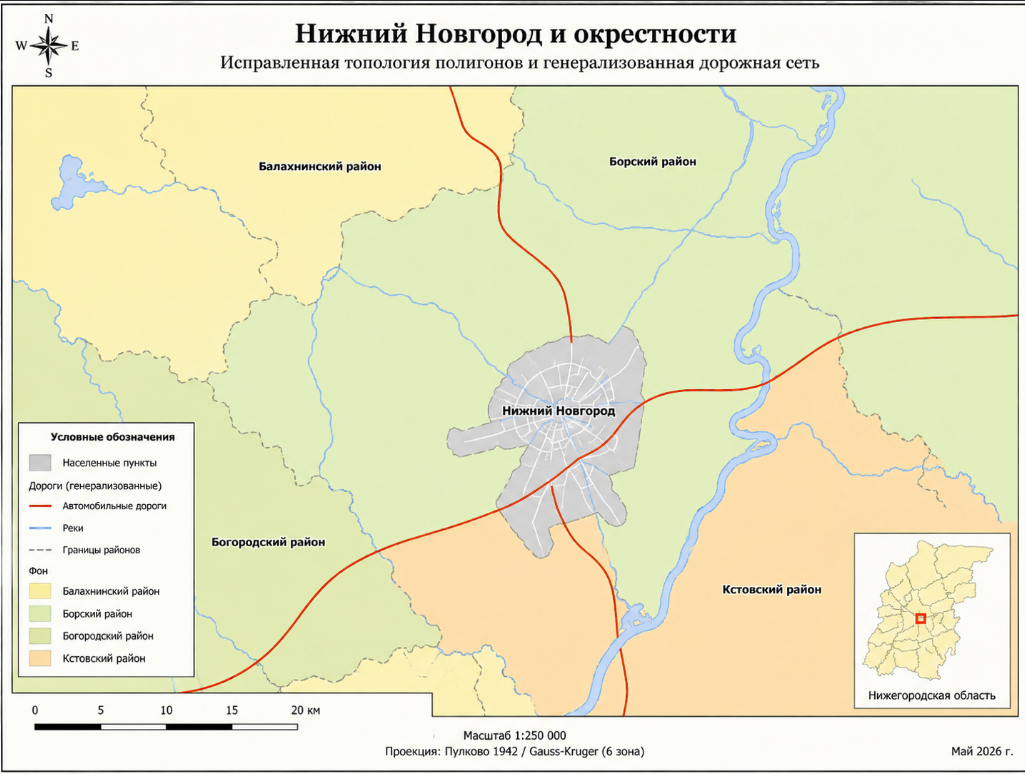 N
W E
S
Нижний Новгород и окрестности
Исправленная топология полигонов и генерализованная дорожная сеть
Балахнинский район
Борский район
Нижний Новгород
Богородский район
Кстовский район
Условные обозначения
Населенные пункты
Дороги (генерализованные)
Автомобильные дороги
Реки
Границы районов
Фон
Балахнинский район
Борский район
Богородский район
Кстовский район
Нижегородская область
0 5 10 15 20 км
Масштаб 1:250 000
Проекция: Пулково 1942 / Gauss-Kruger (6 зона)
Май 2026 г.